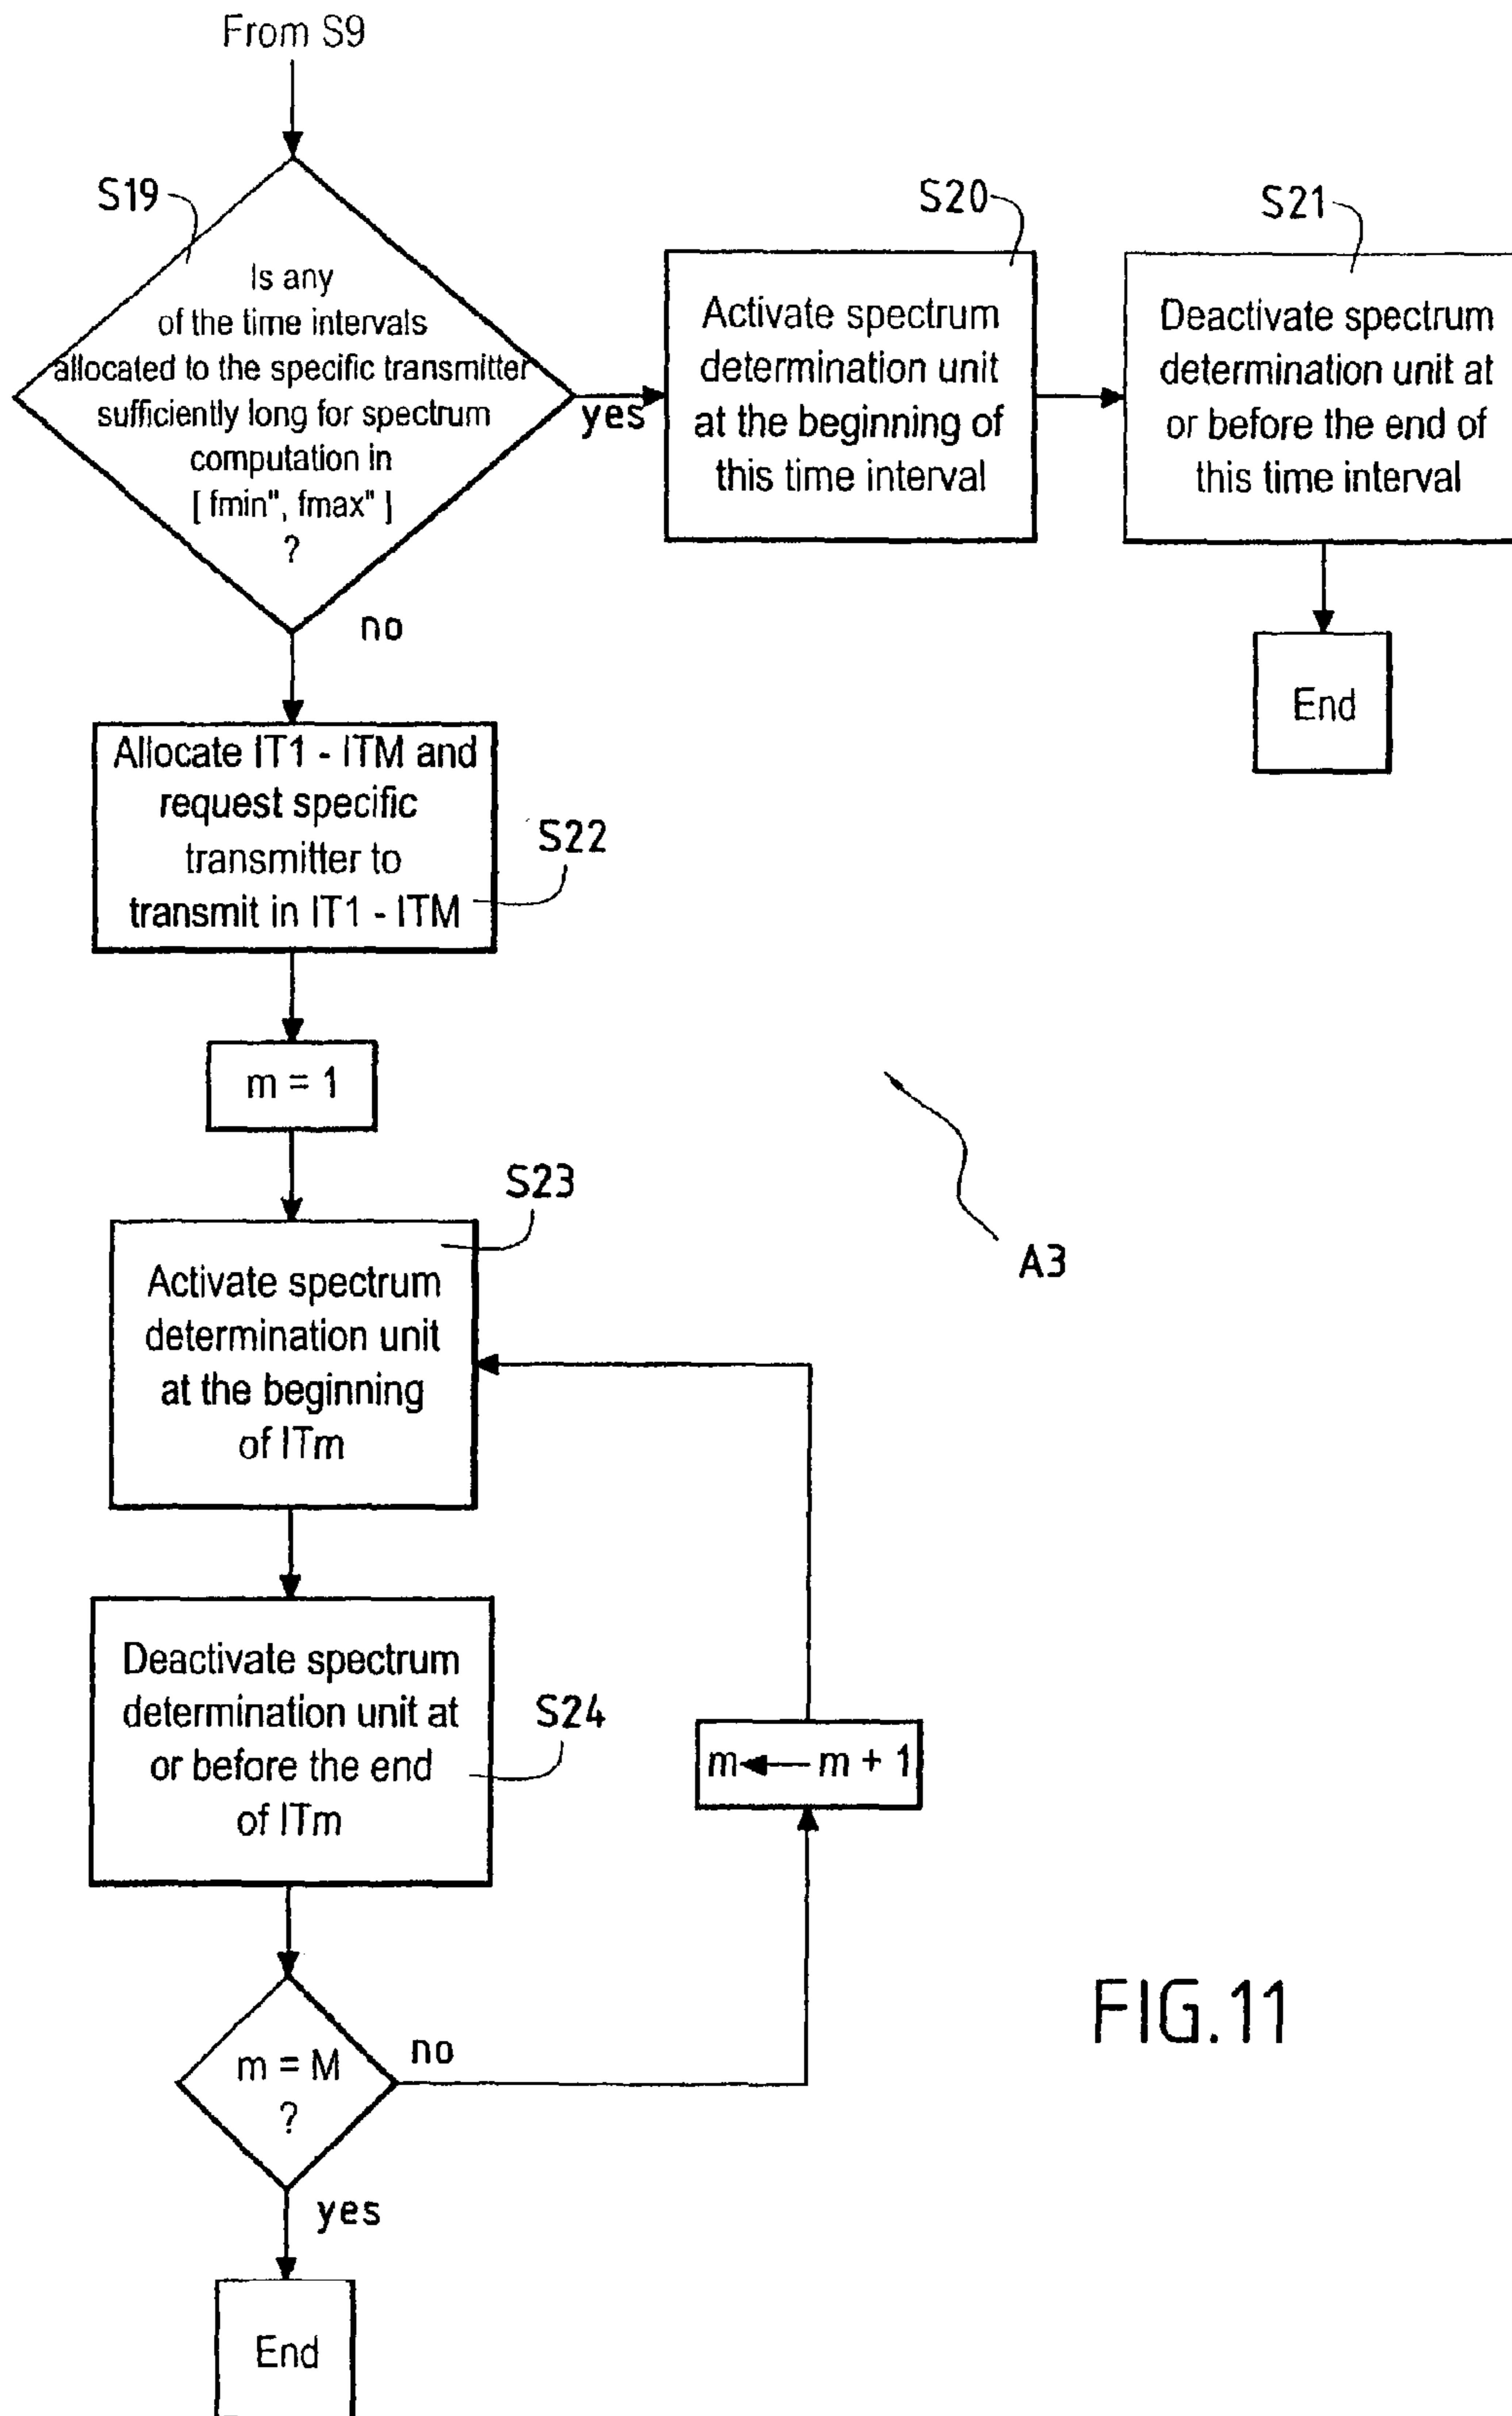 From S9
S19
Is any
of the time intervals
allocated to the specific transmitter
sufficiently long for spectrum
computation in
[ fmin", fmax" ]
?
yes
no
S20
Activate spectrum
determination unit
at the beginning of
this time interval
S21
Deactivate spectrum
determination unit at
or before the end of
this time interval
End
Allocate IT1 - ITM and
request specific
transmitter to
transmit in IT1 - ITM
S22
m = 1
S23
Activate spectrum
determination unit
at the beginning
of ITm
A3
Deactivate spectrum
determination unit at
or before the end
of ITm
S24
m ← m + 1
m = M
?
no
yes
End
FIG.11